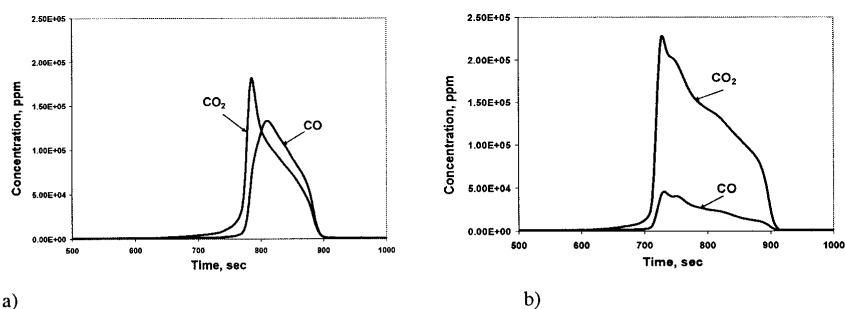 2.50E+05
2.00E+05
1.50E+05
1.00E+05
5.00E+04
0.00E+00
Concentration, ppm
CO₂
CO
500 600 700 800 900 1000
Time, sec
a)
2.50E+05
2.00E+05
1.50E+05
1.00E+05
5.00E+04
0.00E+00
Concentration, ppm
CO₂
CO
500 600 700 800 900 1000
Time, sec
b)